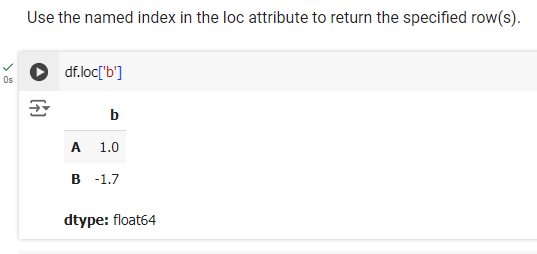 Use the named index in the loc attribute to return the specified row(s).
df.loc['b']
0s
b
A 1.0
B -1.7
dtype: float64